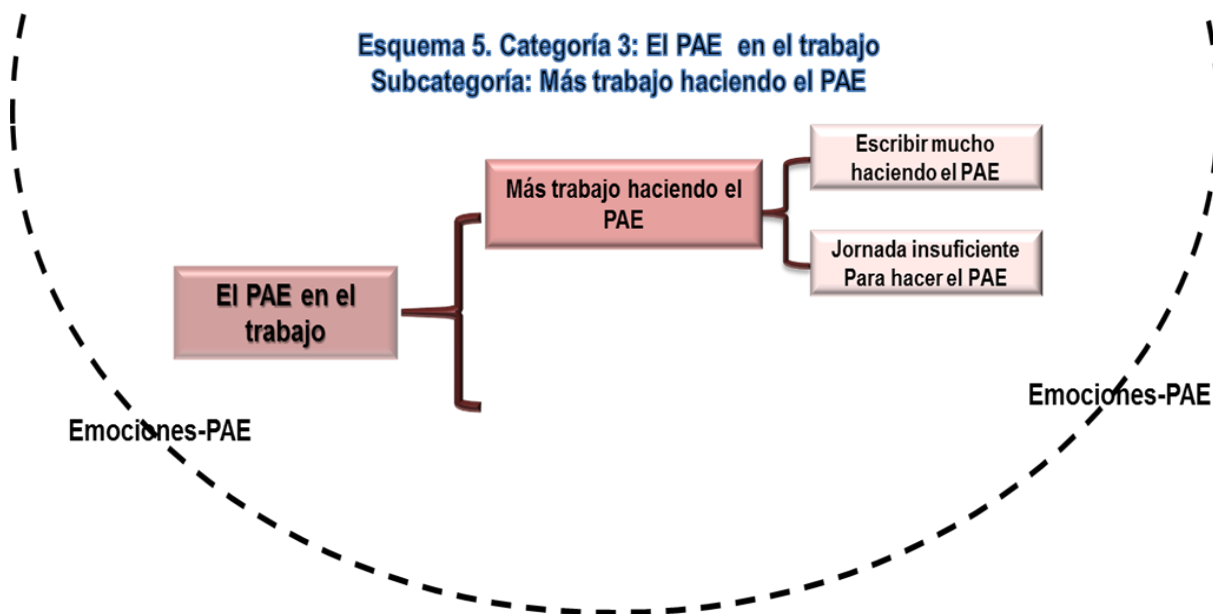 Esquema 5. Categoría 3: El PAE en el trabajo
Subcategoría: Más trabajo haciendo el PAE
Escribir mucho
haciendo el PAE
Más trabajo haciendo el
PAE
Jornada insuficiente
Para hacer el PAE
El PAE en el
trabajo
Emociones-PAE
Emociones-PAE